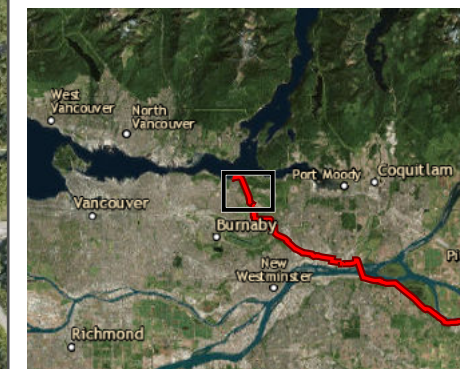 West
Vancouver
North
Vancouver
Port Moody
Coquitlam
Vancouver
Burnaby
New
Westminster
Richmond